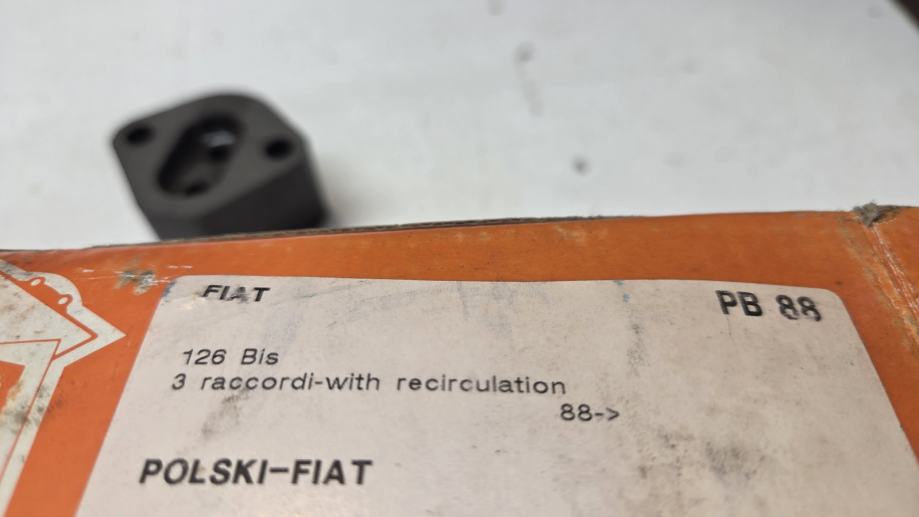 FIAT PB 88
126 Bis
3 raccordi-with recirculation
88->
POLSKI-FIAT